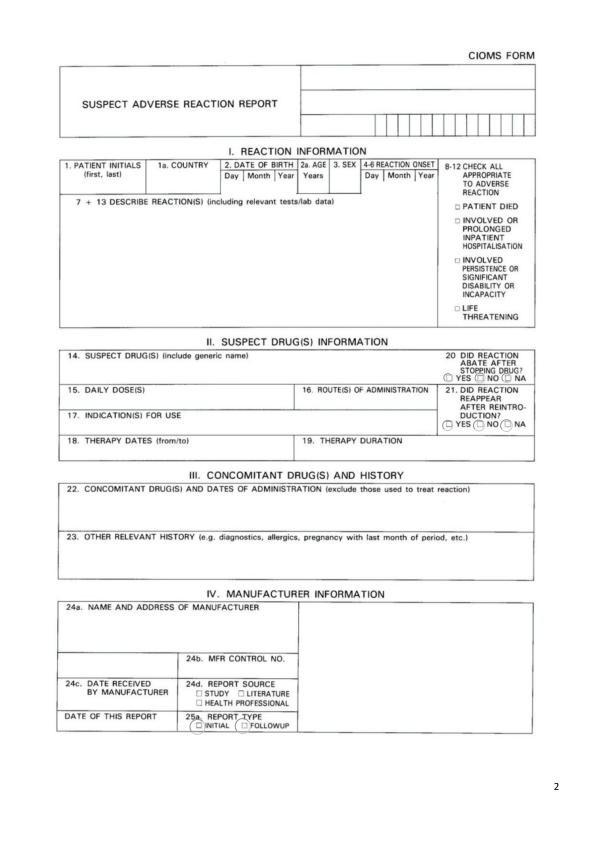 CIOMS FORM
SUSPECT ADVERSE REACTION REPORT
I. REACTION INFORMATION
1. PATIENT INITIALS
(first, last)
1a. COUNTRY
2. DATE OF BIRTH
Day Month Year
2a. AGE
Years
3. SEX
4-6 REACTION ONSET
Day Month Year
8-12 CHECK ALL
APPROPRIATE
TO ADVERSE
REACTION
□ PATIENT DIED
□ INVOLVED OR
PROLONGED
INPATIENT
HOSPITALISATION
□ INVOLVED
PERSISTENCE OR
SIGNIFICANT
DISABILITY OR
INCAPACITY
□ LIFE
THREATENING
7 + 13 DESCRIBE REACTION(S) (including relevant tests/lab data)
II. SUSPECT DRUG(S) INFORMATION
14. SUSPECT DRUG(S) (include generic name)
20 DID REACTION
ABATE AFTER
STOPPING DRUG?
□ YES □ NO □ NA
15. DAILY DOSE(S)
16. ROUTE(S) OF ADMINISTRATION
21. DID REACTION
REAPPEAR
AFTER REINTRO-
DUCTION?
□ YES □ NO □ NA
17. INDICATION(S) FOR USE
18. THERAPY DATES (from/to)
19. THERAPY DURATION
III. CONCOMITANT DRUG(S) AND HISTORY
22. CONCOMITANT DRUG(S) AND DATES OF ADMINISTRATION (exclude those used to treat reaction)
23. OTHER RELEVANT HISTORY (e.g. diagnostics, allergics, pregnancy with last month of period, etc.)
IV. MANUFACTURER INFORMATION
24a. NAME AND ADDRESS OF MANUFACTURER
24b. MFR CONTROL NO.
24c. DATE RECEIVED
BY MANUFACTURER
24d. REPORT SOURCE
□ STUDY □ LITERATURE
□ HEALTH PROFESSIONAL
DATE OF THIS REPORT
25a. REPORT TYPE
□ INITIAL □ FOLLOWUP
2